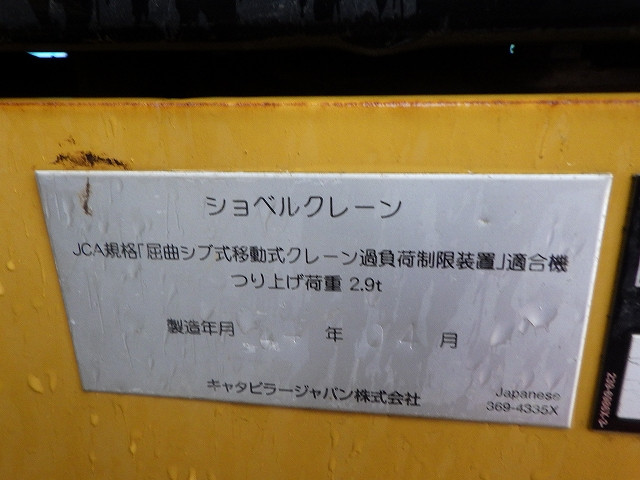 ショベルクレーン
JCA規格「屈曲ジブ式移動式クレーン過負荷制限装置」適合機
つり上げ荷重 2.9t
製造年月 年 04 月
キャタピラージャパン株式会社
Japanese
369-4335X